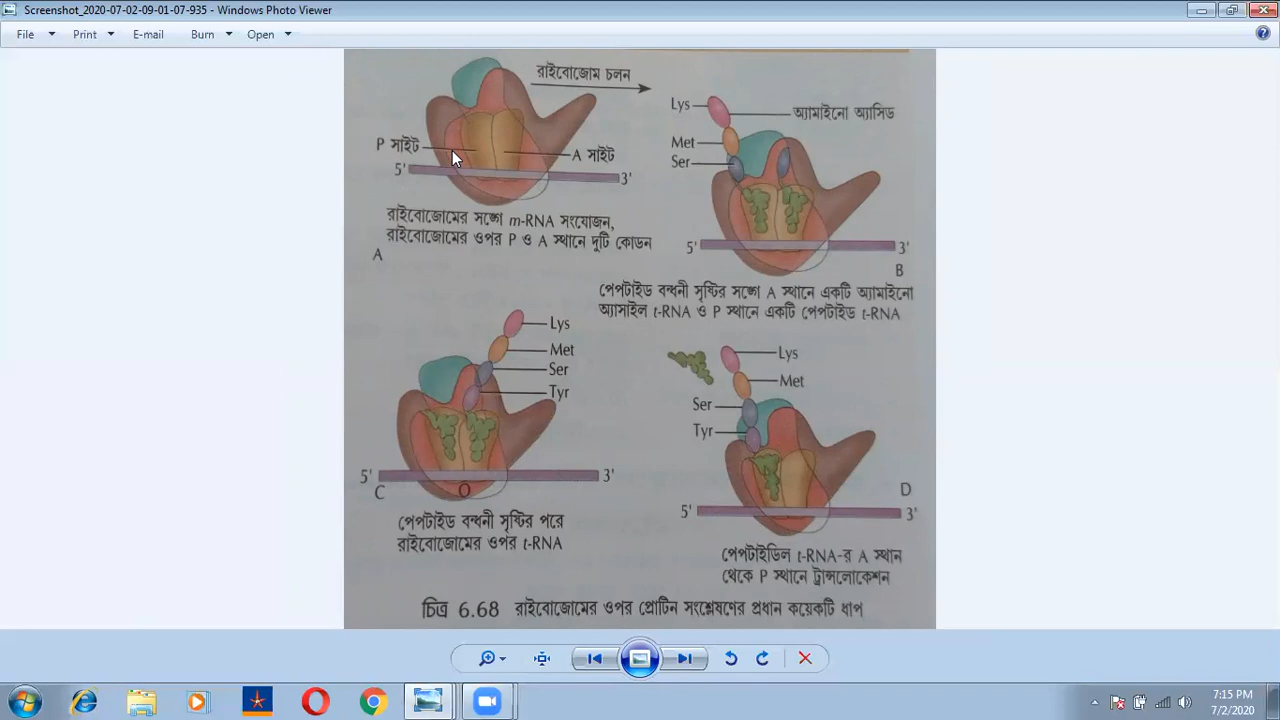 Screenshot_2020-07-02-09-01-07-935 - Windows Photo Viewer
File Print E-mail Burn Open
রাইবোজোম চলন
P সাইট
A সাইট
5' 3'
রাইবোজোমের সঙ্গে m-RNA সংযোজন,
রাইবোজোমের ওপর P ও A স্থানে দুটি কোডন
A
Lys
অ্যামাইনো অ্যাসিড
Met
Ser
5' 3'
B
পেপটাইড বন্ধনী সৃষ্টির সঙ্গে A স্থানে একটি অ্যামাইনো
অ্যাসাইল t-RNA ও P স্থানে একটি পেপটাইড t-RNA
Lys
Met
Ser
Tyr
5' 3'
C O
পেপটাইড বন্ধনী সৃষ্টির পরে
রাইবোজোমের ওপর t-RNA
Lys
Met
Ser
Tyr
D
5' 3'
পেপটাইডিল t-RNA-র A স্থান
থেকে P স্থানে ট্রান্সলোকেশন
চিত্র 6.68 রাইবোজোমের ওপর প্রোটিন সংশ্লেষণের প্রধান কয়েকটি ধাপ
7:15 PM
7/2/2020